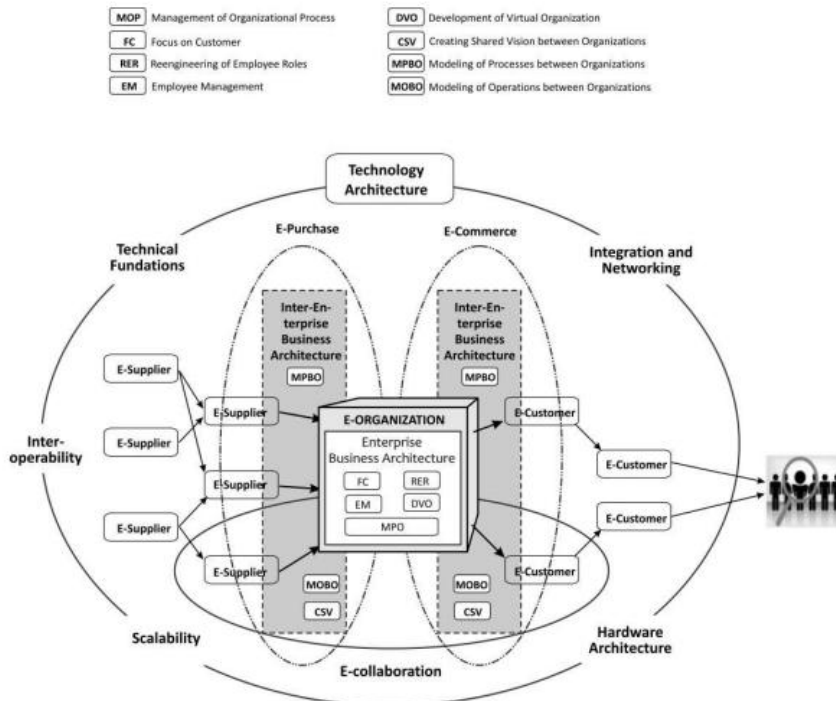 MOP Management of Organizational Process
FC Focus on Customer
RER Reengineering of Employee Roles
EM Employee Management
DVO Development of Virtual Organization
CSV Creating Shared Vision between Organizations
MPBO Modeling of Processes between Organizations
MOBO Modeling of Operations between Organizations
Technology
Architecture
E-Purchase
E-Commerce
Technical
Fundations
Integration and
Networking
Inter-En-
terprise
Business
Architecture
MPBO
Inter-En-
terprise
Business
Architecture
MPBO
E-Supplier
E-Supplier
E-Supplier
E-Supplier
E-Supplier
E-Supplier
Inter-
operability
E-ORGANIZATION
Enterprise
Business Architecture
FC RER
EM DVO
MPO
E-Customer
E-Customer
E-Customer
E-Customer
MOBO
CSV
MOBO
CSV
Scalability
E-collaboration
Hardware
Architecture